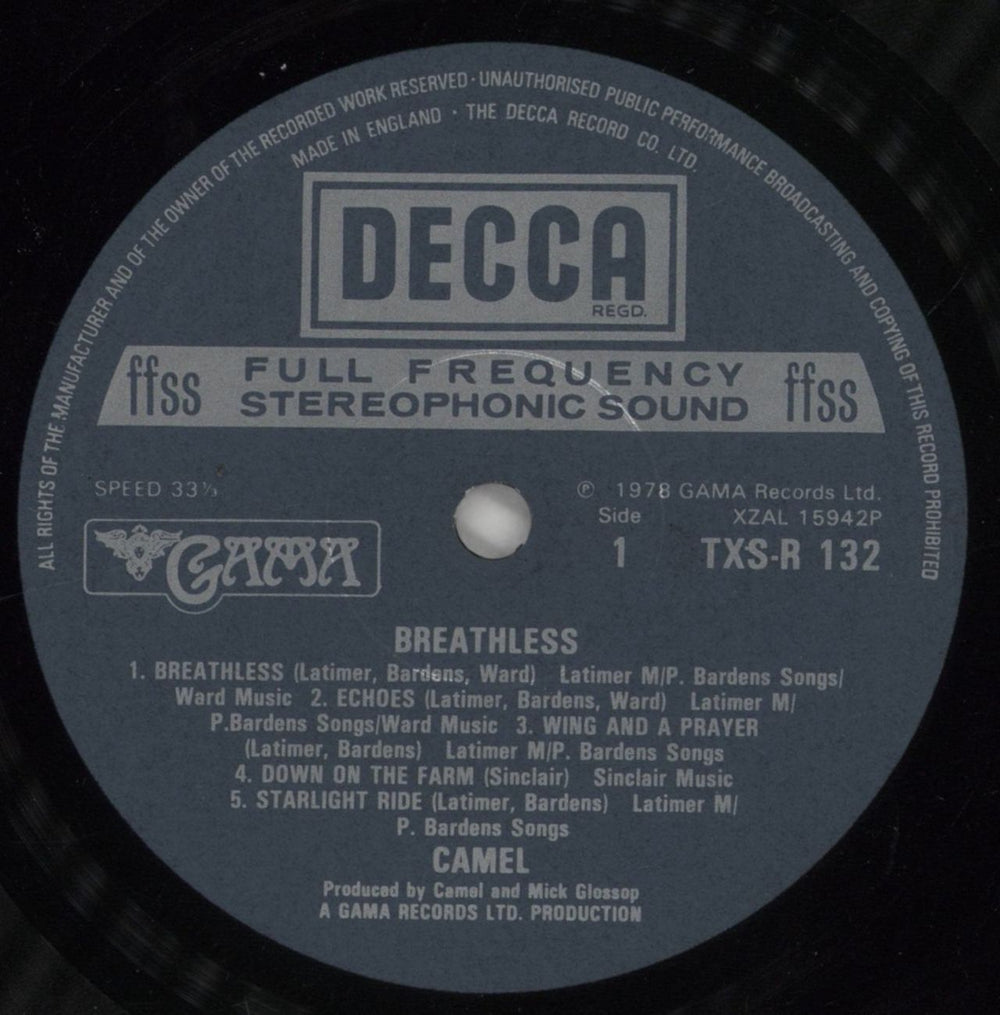 ALL RIGHTS OF THE MANUFACTURER AND OF THE OWNER OF THE RECORDED WORK RESERVED · UNAUTHORISED PUBLIC PERFORMANCE BROADCASTING AND COPYING OF THIS RECORD PROHIBITED
MADE IN ENGLAND · THE DECCA RECORD CO. LTD.
DECCA
REGD.
ffss FULL FREQUENCY ffss
STEREOPHONIC SOUND
SPEED 33⅓
℗ 1978 GAMA Records Ltd.
Side XZAL 15942P
1 TXS-R 132
GAMA
BREATHLESS
1. BREATHLESS (Latimer, Bardens, Ward) Latimer M/P. Bardens Songs/
Ward Music 2. ECHOES (Latimer, Bardens, Ward) Latimer M/
P.Bardens Songs/Ward Music 3. WING AND A PRAYER
(Latimer, Bardens) Latimer M/P. Bardens Songs
4. DOWN ON THE FARM (Sinclair) Sinclair Music
5. STARLIGHT RIDE (Latimer, Bardens) Latimer M/
P. Bardens Songs
CAMEL
Produced by Camel and Mick Glossop
A GAMA RECORDS LTD. PRODUCTION